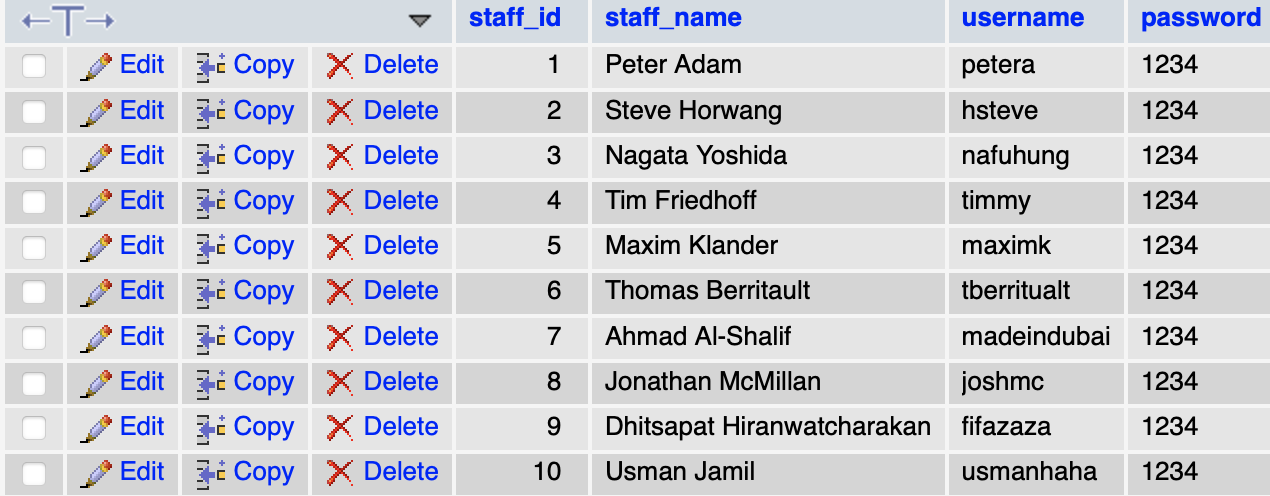 staff_id staff_name username password
Edit Copy Delete 1 Peter Adam petera 1234
Edit Copy Delete 2 Steve Horwang hsteve 1234
Edit Copy Delete 3 Nagata Yoshida nafuhung 1234
Edit Copy Delete 4 Tim Friedhoff timmy 1234
Edit Copy Delete 5 Maxim Klander maximk 1234
Edit Copy Delete 6 Thomas Berritault tberritualt 1234
Edit Copy Delete 7 Ahmad Al-Shalif madeindubai 1234
Edit Copy Delete 8 Jonathan McMillan joshmc 1234
Edit Copy Delete 9 Dhitsapat Hiranwatcharakan fifazaza 1234
Edit Copy Delete 10 Usman Jamil usmanhaha 1234